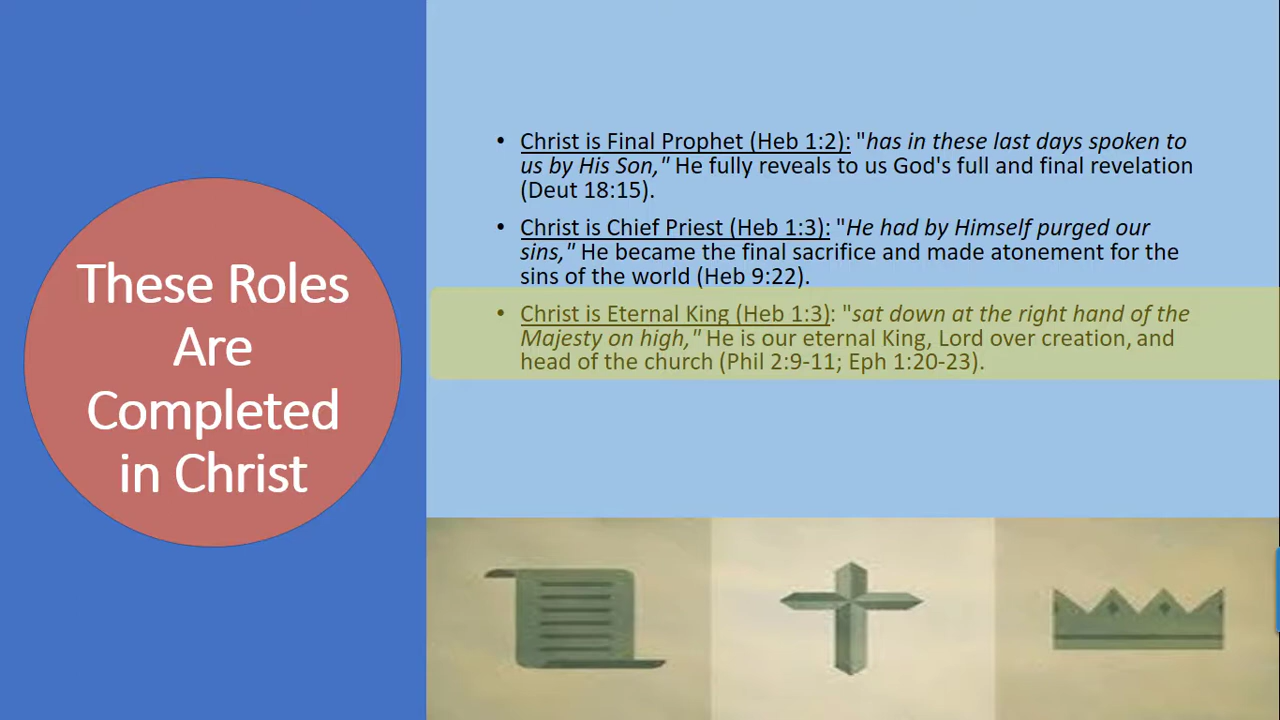 These Roles
Are
Completed
in Christ
• Christ is Final Prophet (Heb 1:2): "has in these last days spoken to
us by His Son," He fully reveals to us God's full and final revelation
(Deut 18:15).
• Christ is Chief Priest (Heb 1:3): "He had by Himself purged our
sins," He became the final sacrifice and made atonement for the
sins of the world (Heb 9:22).
• Christ is Eternal King (Heb 1:3): "sat down at the right hand of the
Majesty on high," He is our eternal King, Lord over creation, and
head of the church (Phil 2:9-11; Eph 1:20-23).